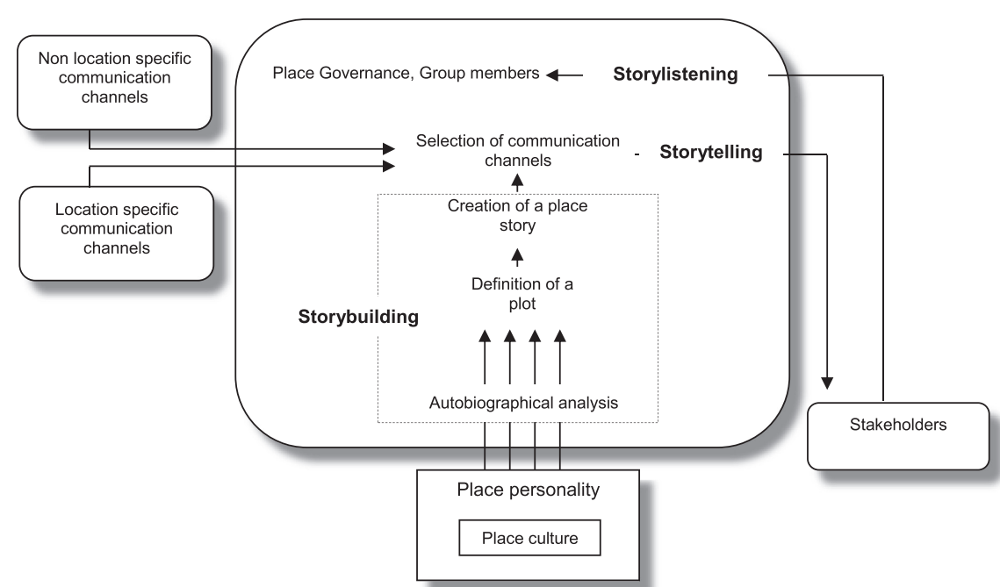 Non location specific
communication
channels
Place Governance, Group members
Storylistening
Selection of communication
channels
Storytelling
Location specific
communication
channels
Creation of a place
story
Definition of a
plot
Storybuilding
Autobiographical analysis
Stakeholders
Place personality
Place culture